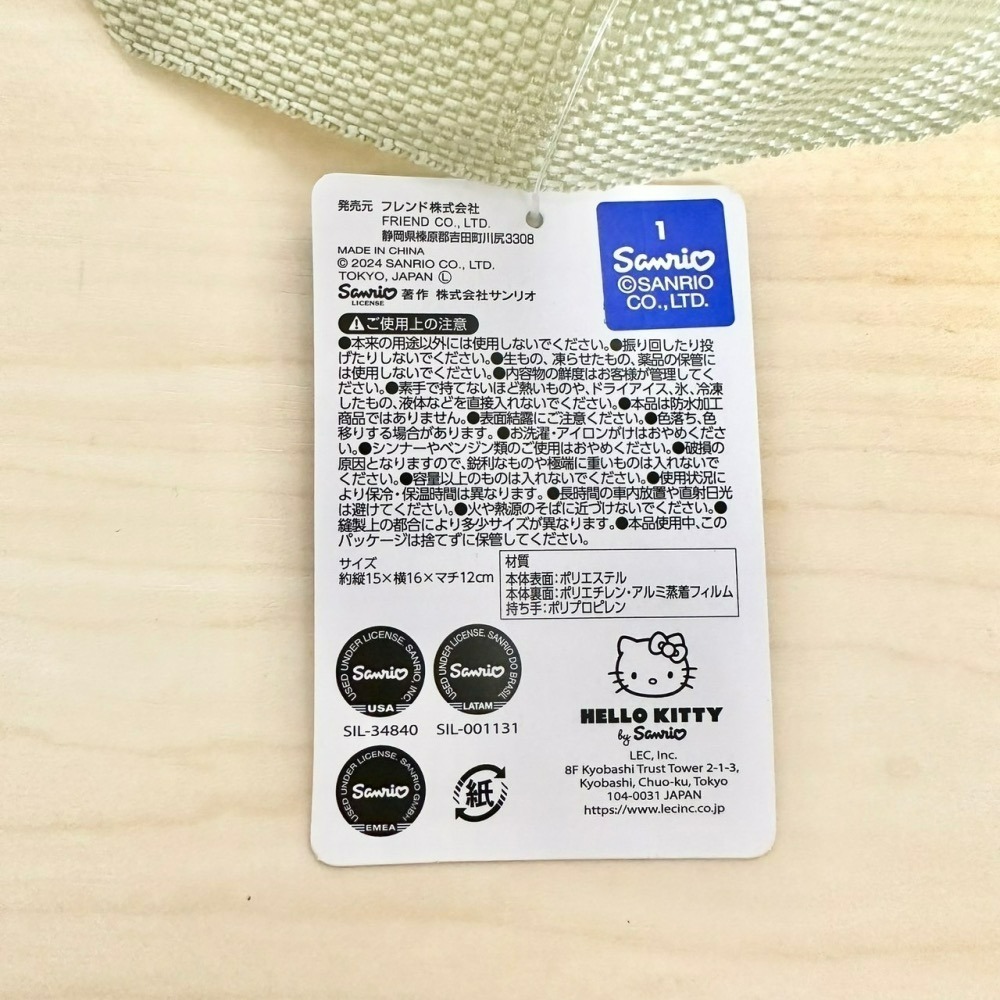 発売元 フレンド株式会社
FRIEND CO., LTD.
静岡県榛原郡吉田町川尻3308
MADE IN CHINA
© 2024 SANRIO CO., LTD.
TOKYO, JAPAN Ⓛ
Sanrio 著作 株式会社サンリオ
LICENSE
1
Sanrio
©SANRIO
CO., LTD.
ご使用上の注意
●本来の用途以外には使用しないでください。●振り回したり投
げたりしないでください。●生もの、凍らせたもの、薬品の保管に
は使用しないでください。●内容物の鮮度はお客様が管理してく
ださい。●素手で持てないほど熱いものや、ドライアイス、氷、冷凍
したもの、液体などを直接入れないでください。●本品は防水加工
商品ではありません。●表面結露にご注意ください。●色落ち、色
移りする場合があります。●お洗濯・アイロンがけはおやめくださ
い。●シンナーやベンジン類のご使用はおやめください。●破損の
原因となりますので、鋭利なものや極端に重いものは入れないで
ください。●容量以上のものは入れないでください。●使用状況に
より保冷・保温時間は異なります。●長時間の車内放置や直射日光
は避けてください。●火や熱源のそばに近づけないでください。●
縫製上の都合により多少サイズが異なります。●本品使用中、この
パッケージは捨てずに保管してください。
サイズ
約縦15×横16×マチ12cm
材質
本体表面:ポリエステル
本体裏面:ポリエチレン・アルミ蒸着フィルム
持ち手:ポリプロピレン
USED UNDER LICENSE. SANRIO, INC.
Sanrio
USA
SIL-34840
USED UNDER LICENSE. SANRIO DO BRASIL
Sanrio
LATAM
SIL-001131
USED UNDER LICENSE. SANRIO GMBH
Sanrio
EMEA
紙
HELLO KITTY
by Sanrio
LEC, Inc.
8F Kyobashi Trust Tower 2-1-3,
Kyobashi, Chuo-ku, Tokyo
104-0031 JAPAN
https://www.lecinc.co.jp